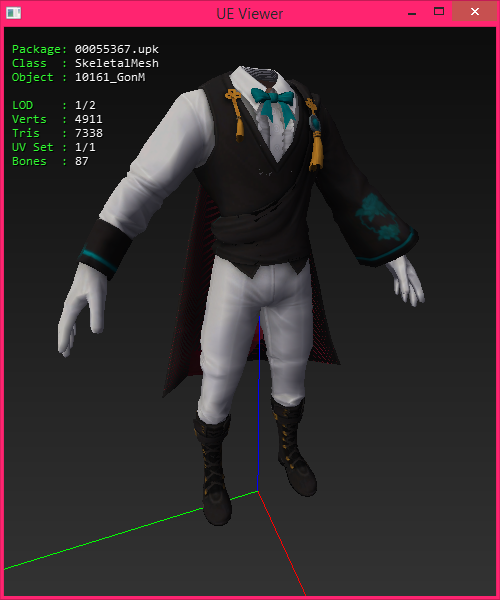 UE Viewer
Package: 00055367.upk
Class  : SkeletalMesh
Object : 10161_GonM
LOD    : 1/2
Verts  : 4911
Tris   : 7338
UV Set : 1/1
Bones  : 87